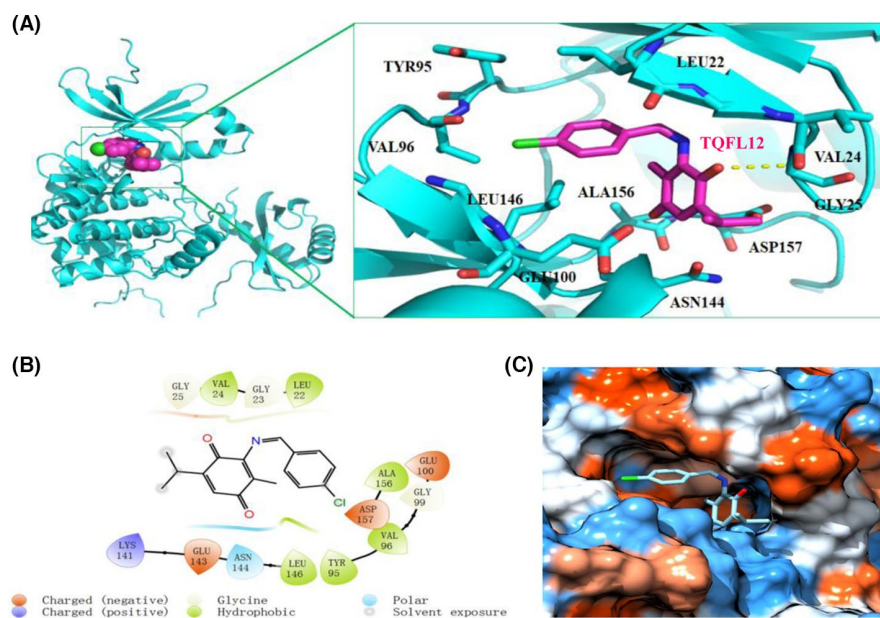 (A)
TYR95
LEU22
TQFL12
VAL96
VAL24
LEU146
ALA156
GLY25
ASP157
GLU100
ASN144
(B)
GLY
25
VAL
24
GLY
23
LEU
22
O
N
Cl
O
ALA
156
GLU
100
GLY
99
ASP
157
VAL
96
LYS
141
GLU
143
ASN
144
LEU
146
TYR
95
Charged (negative)
Charged (positive)
Glycine
Hydrophobic
Polar
Solvent exposure
(C)